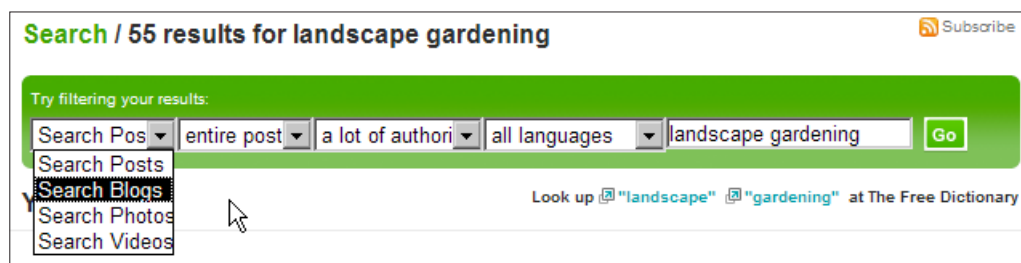 Search / 55 results for landscape gardening
Subscribe
Try filtering your results:
Search Pos entire post a lot of authori all languages landscape gardening Go
Search Posts
Search Blogs
Search Photos
Search Videos
Look up "landscape" "gardening" at The Free Dictionary